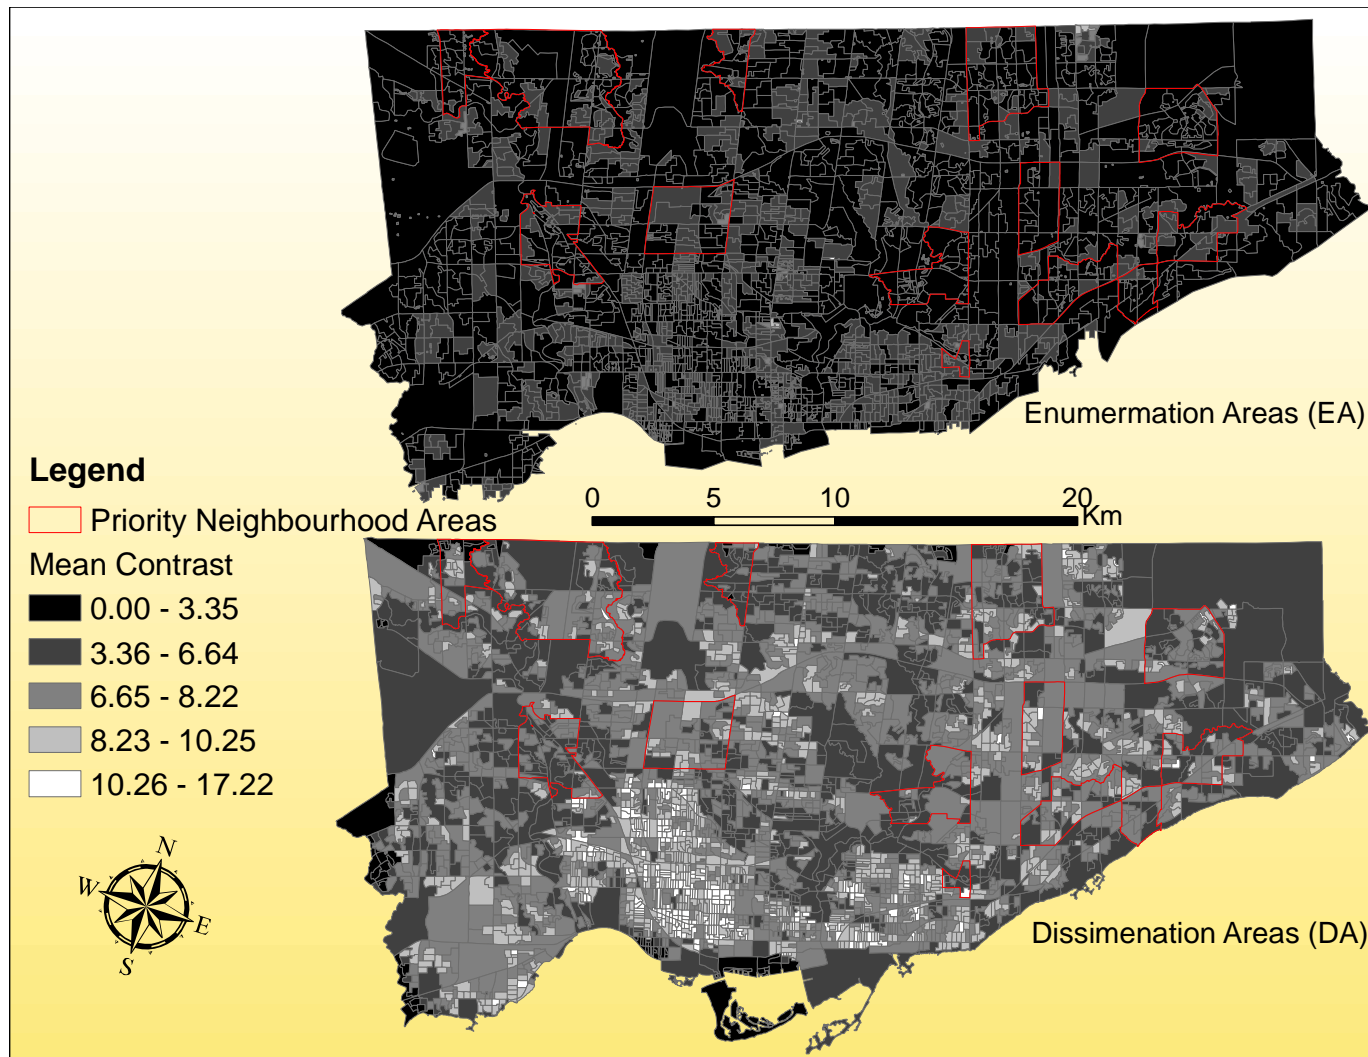 Enumermation Areas (EA)
Legend
0 5 10 20
Km
Priority Neighbourhood Areas
Mean Contrast
0.00 - 3.35
3.36 - 6.64
6.65 - 8.22
8.23 - 10.25
10.26 - 17.22
N
W
E
S
Dissimenation Areas (DA)